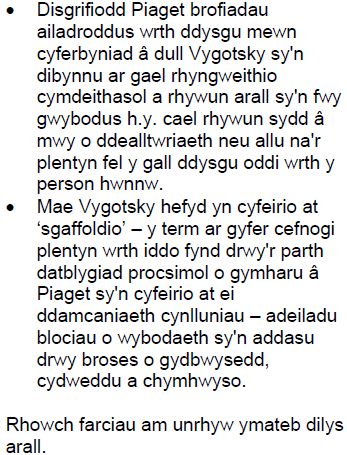 • Disgrifiodd Piaget brofiadau
ailadroddus wrth ddysgu mewn
cyferbyniad â dull Vygotsky sy'n
dibynnu ar gael rhyngweithio
cymdeithasol a rhywun arall sy'n fwy
gwybodus h.y. cael rhywun sydd â
mwy o ddealltwriaeth neu allu na'r
plentyn fel y gall ddysgu oddi wrth y
person hwnnw.
• Mae Vygotsky hefyd yn cyfeirio at
‘sgaffoldio’ – y term ar gyfer cefnogi
plentyn wrth iddo fynd drwy'r parth
datblygiad procsimol o gymharu â
Piaget sy'n cyfeirio at ei
ddamcaniaeth cynlluniau – adeiladu
blociau o wybodaeth sy'n addasu
drwy broses o gydbwysedd,
cydweddu a chymhwyso.
Rhowch farciau am unrhyw ymateb dilys
arall.